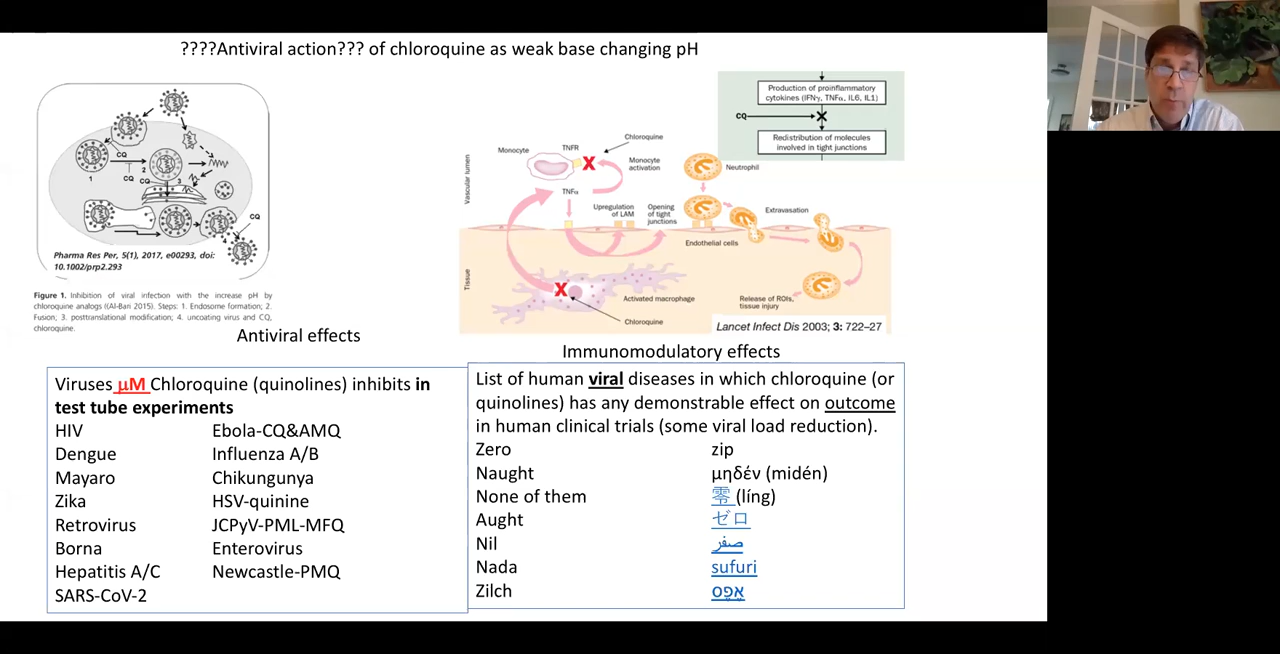 ????Antiviral action??? of chloroquine as weak base changing pH
CQ
1
2
CQ
CQ
3
CQ
Pharma Res Per, 5(1), 2017, e00293, doi:
10.1002/prp2.293
Figure 1. Inhibition of viral infection with the increase pH by
chloroquine analogs ((Al-Bari 2015). Steps: 1. Endosome formation; 2.
Fusion; 3. posttranslational modification; 4. uncoating virus and CQ,
chloroquine.
Antiviral effects
Production of proinflammatory
cytokines (IFNγ, TNFα, IL6, IL1)
CQ
Redistribution of molecules
involved in tight junctions
Vascular lumen
Tissue
Monocyte
TNFR
X
Chloroquine
Monocyte
activation
TNFα
Upregulation
of LAM
Opening
of tight
junctions
Neutrophil
Extravasation
Endothelial cells
X
Activated macrophage
Chloroquine
Release of ROIs,
tissue injury
Lancet Infect Dis 2003; 3: 722–27
Immunomodulatory effects
Viruses μM Chloroquine (quinolines) inhibits in
test tube experiments
HIV
Dengue
Mayaro
Zika
Retrovirus
Borna
Hepatitis A/C
SARS-CoV-2
Ebola-CQ&AMQ
Influenza A/B
Chikungunya
HSV-quinine
JCPyV-PML-MFQ
Enterovirus
Newcastle-PMQ
List of human viral diseases in which chloroquine (or
quinolines) has any demonstrable effect on outcome
in human clinical trials (some viral load reduction).
Zero
Naught
None of them
Aught
Nil
Nada
Zilch
zip
μηδέν (midén)
零 (líng)
ゼロ
صفر
sufuri
אֶפֶס